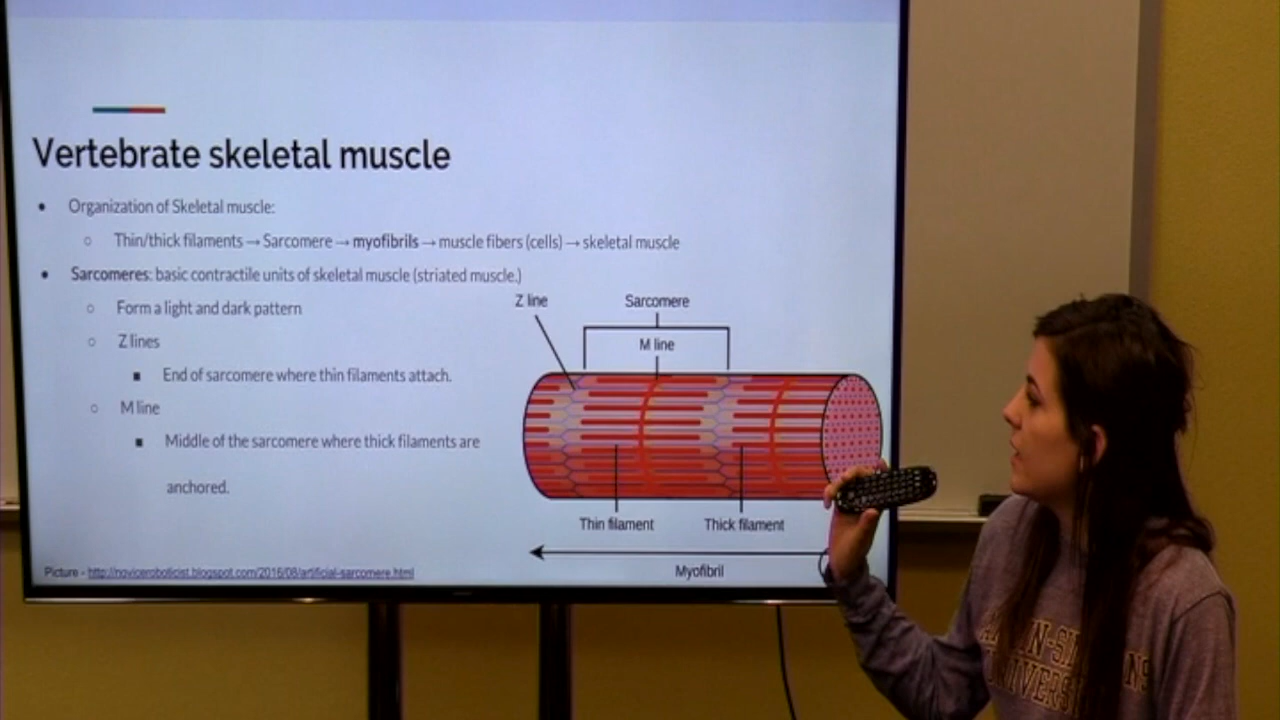 Vertebrate skeletal muscle
• Organization of Skeletal muscle:
○ Thin/thick filaments → Sarcomere → myofibrils → muscle fibers (cells) → skeletal muscle
• Sarcomeres: basic contractile units of skeletal muscle (striated muscle.)
○ Form a light and dark pattern
○ Z lines
■ End of sarcomere where thin filaments attach.
○ M line
■ Middle of the sarcomere where thick filaments are
anchored.
Z line
Sarcomere
M line
Thin filament
Thick filament
Myofibril
Picture - http://noviceroboticist.blogspot.com/2016/08/artificial-sarcomere.html